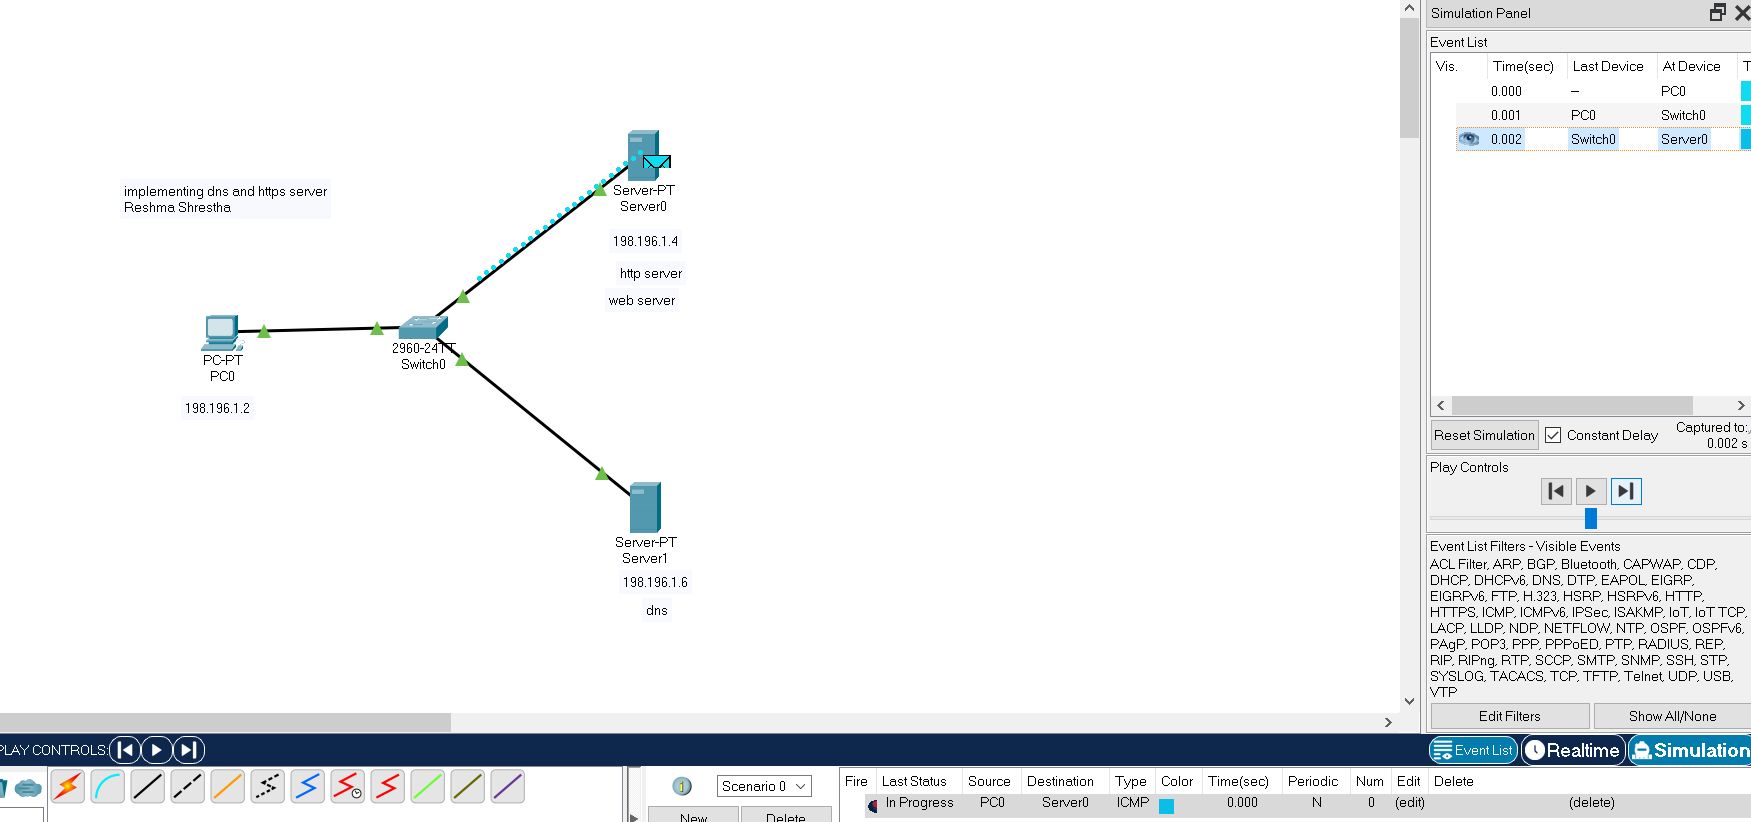 implementing dns and https server
Reshma Shrestha
Server-PT
Server0
198.196.1.4
http server
web server
PC-PT
PC0
198.196.1.2
2960-24TT
Switch0
Server-PT
Server1
198.196.1.6
dns
Simulation Panel
Event List
Vis. Time(sec) Last Device At Device T
0.000 -- PC0
0.001 PC0 Switch0
0.002 Switch0 Server0
Reset Simulation Constant Delay Captured to:
0.002 s
Play Controls
Event List Filters - Visible Events
ACL Filter, ARP, BGP, Bluetooth, CAPWAP, CDP,
DHCP, DHCPv6, DNS, DTP, EAPOL, EIGRP,
EIGRPv6, FTP, H.323, HSRP, HSRPv6, HTTP,
HTTPS, ICMP, ICMPv6, IPSec, ISAKMP, IoT, IoT TCP,
LACP, LLDP, NDP, NETFLOW, NTP, OSPF, OSPFv6,
PAgP, POP3, PPP, PPPoED, PTP, RADIUS, REP,
RIP, RIPng, RTP, SCCP, SMTP, SNMP, SSH, STP,
SYSLOG, TACACS, TCP, TFTP, Telnet, UDP, USB,
VTP
Edit Filters Show All/None
PLAY CONTROLS:
Event List Realtime Simulation
Scenario 0
New Delete
Fire Last Status Source Destination Type Color Time(sec) Periodic Num Edit Delete
In Progress PC0 Server0 ICMP 0.000 N 0 (edit) (delete)